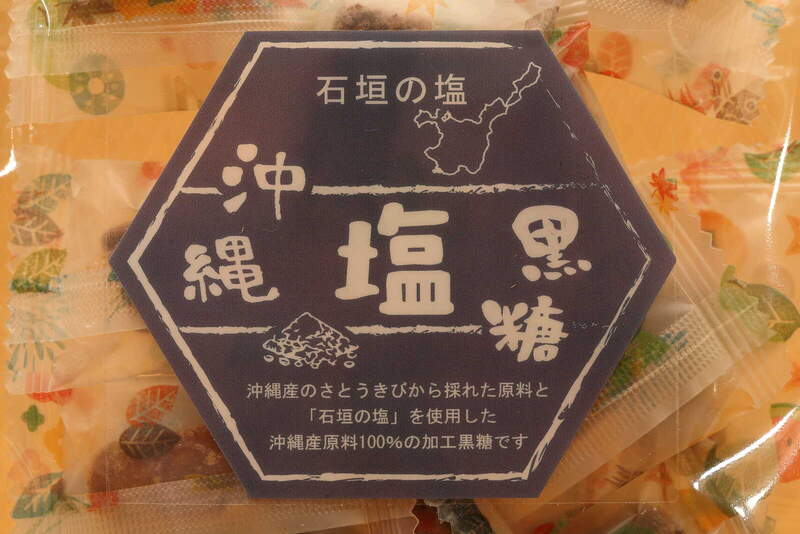 石垣の塩
沖縄
塩
黒糖
沖縄産のさとうきびから採れた原料と
「石垣の塩」を使用した
沖縄産原料100%の加工黒糖です